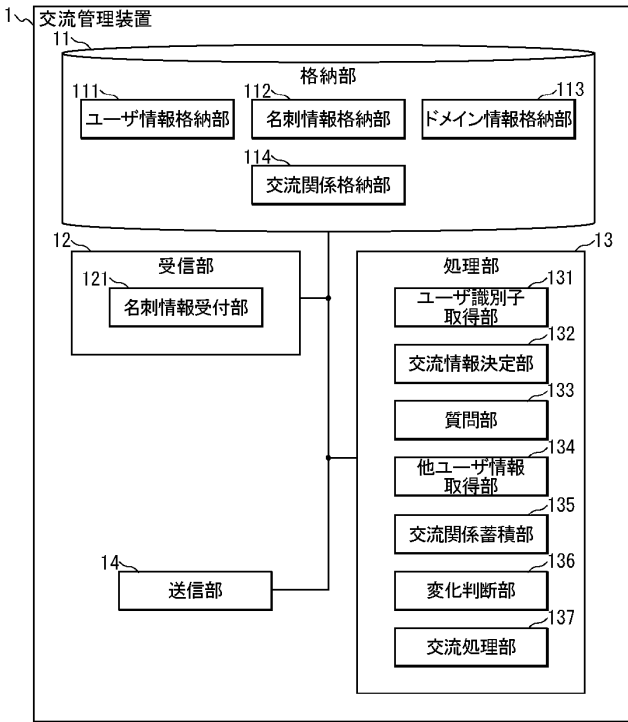 1
交流管理装置
11
格納部
111
ユーザ情報格納部
112
名刺情報格納部
113
ドメイン情報格納部
114
交流関係格納部
12
受信部
121
名刺情報受付部
13
処理部
131
ユーザ識別子
取得部
132
交流情報決定部
133
質問部
134
他ユーザ情報
取得部
135
交流関係蓄積部
136
変化判断部
137
交流処理部
14
送信部